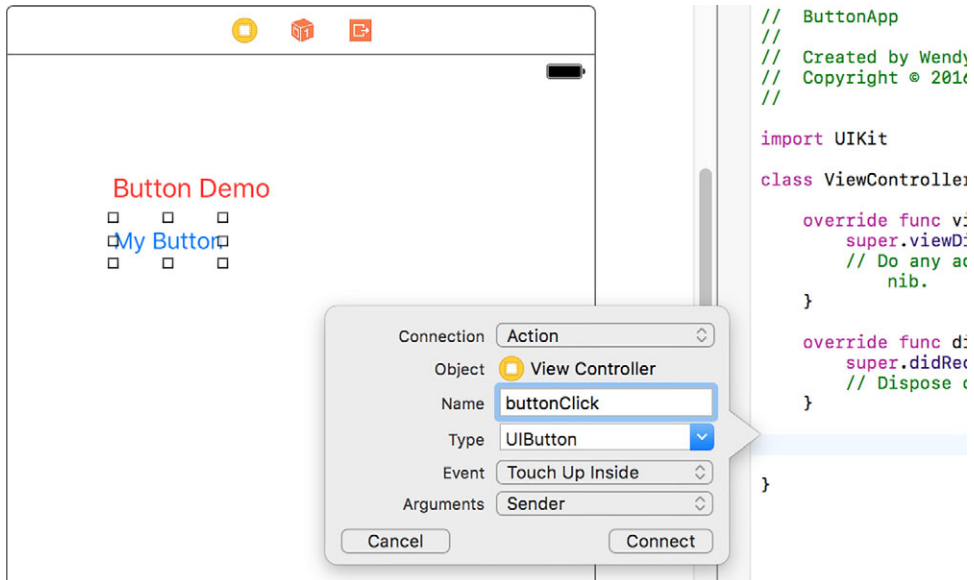 Button Demo
My Button
Connection Action
Object View Controller
Name buttonClick
Type UIButton
Event Touch Up Inside
Arguments Sender
Cancel Connect
// ButtonApp
//
// Created by Wendy
// Copyright © 2016
//
import UIKit
class ViewController
override func vi
super.viewDi
// Do any ad
nib.
}
override func di
super.didRec
// Dispose o
}
}